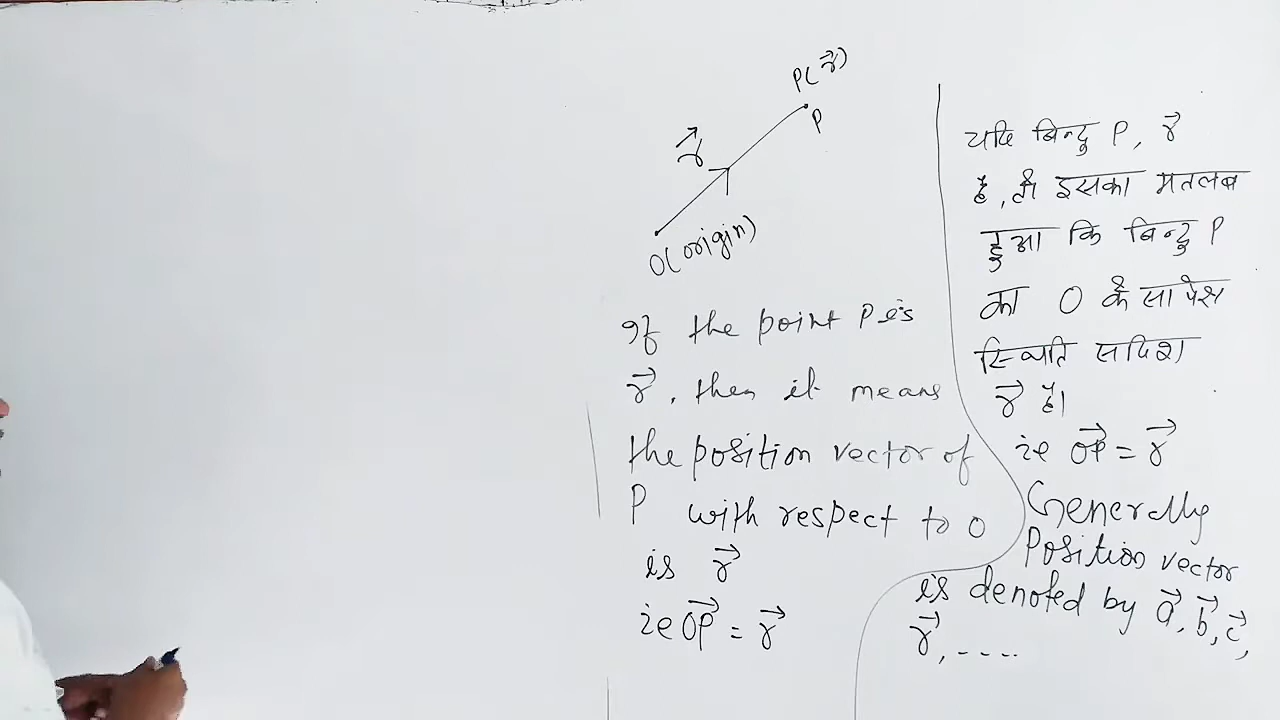 P(r⃗)
P
r⃗
O(origin)
If the point P is
r⃗, then it means
the position vector of
P with respect to O
is r⃗
ie OP⃗ = r⃗
यदि बिन्दु P, r⃗
है, तो इसका मतलब
हुआ कि बिन्दु P
का O के सापेक्ष
स्थिति सदिश
r⃗ है।
ie OP⃗ = r⃗
Generally
Position vector
is denoted by a⃗, b⃗, c⃗,
r⃗, ----